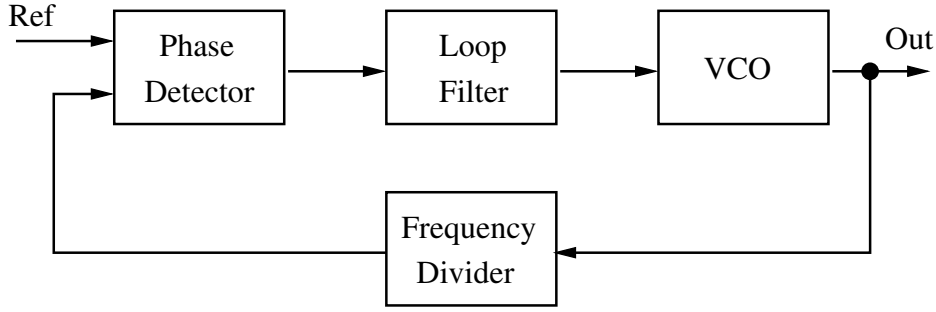 Ref
Phase
Detector
Loop
Filter
VCO
Out
Frequency
Divider